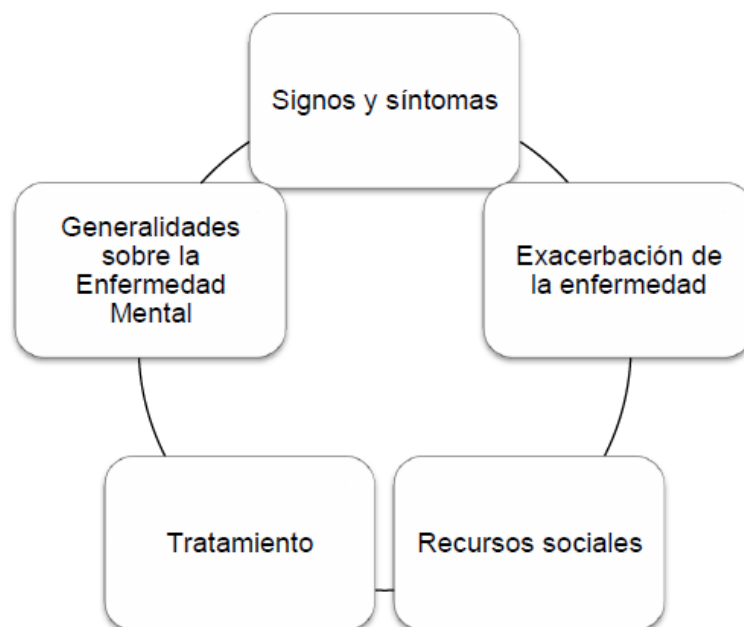 Signos y síntomas
Generalidades
sobre la
Enfermedad
Mental
Exacerbación de
la enfermedad
Tratamiento
Recursos sociales